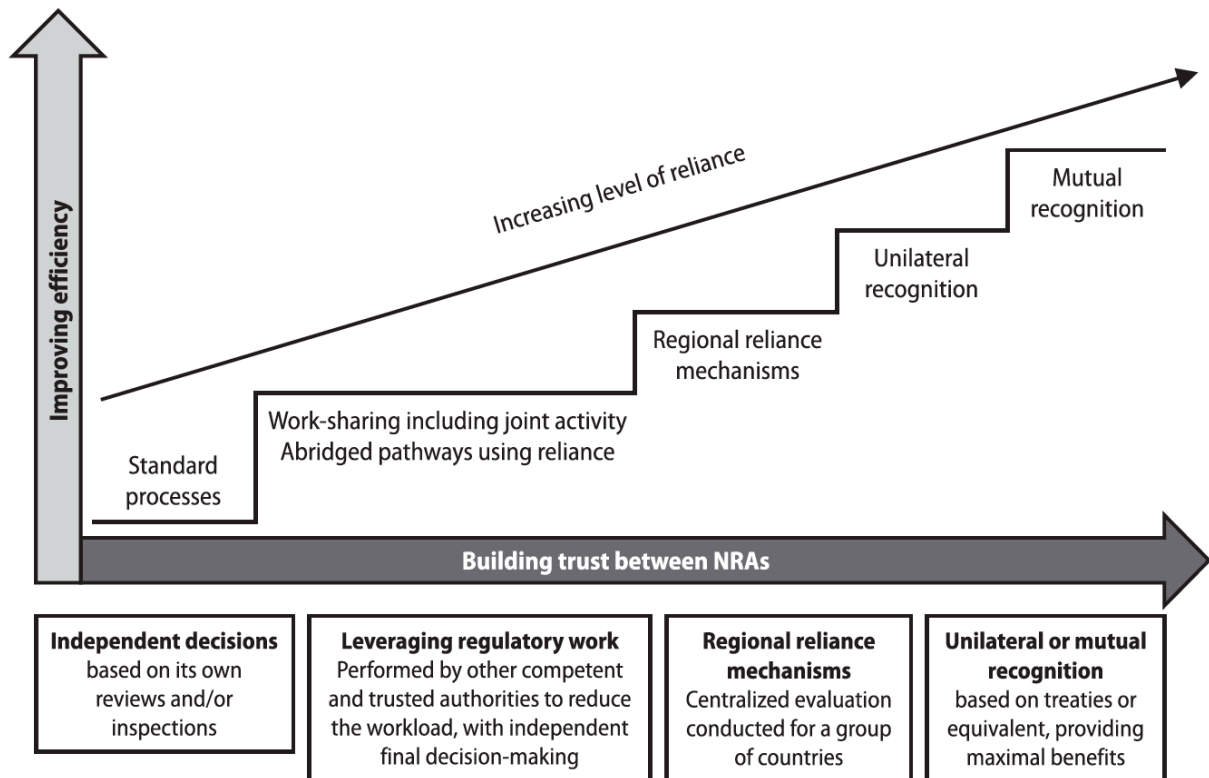 Improving efficiency
Increasing level of reliance
Mutual
recognition
Unilateral
recognition
Regional reliance
mechanisms
Work-sharing including joint activity
Abridged pathways using reliance
Standard
processes
Building trust between NRAs
Independent decisions
based on its own
reviews and/or
inspections
Leveraging regulatory work
Performed by other competent
and trusted authorities to reduce
the workload, with independent
final decision-making
Regional reliance
mechanisms
Centralized evaluation
conducted for a group
of countries
Unilateral or mutual
recognition
based on treaties or
equivalent, providing
maximal benefits